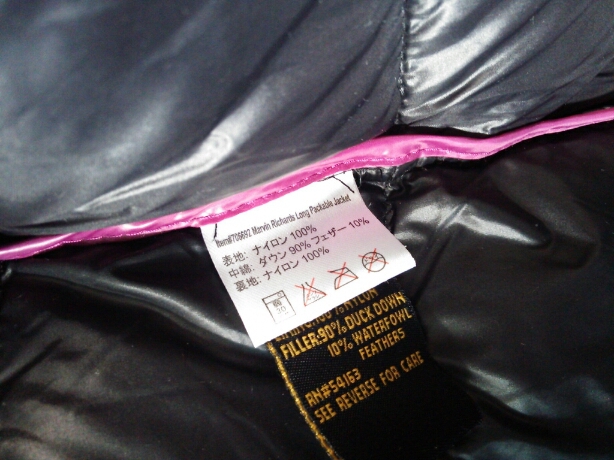 Item#706692 Marvin Richards Long Packable Jacket
表地: ナイロン 100%
中綿: ダウン 90% フェザー 10%
裏地: ナイロン 100%
NYLON
FILLER:90% DUCK DOWN
10% WATERFOWL
FEATHERS
RN#54163
SEE REVERSE FOR CARE